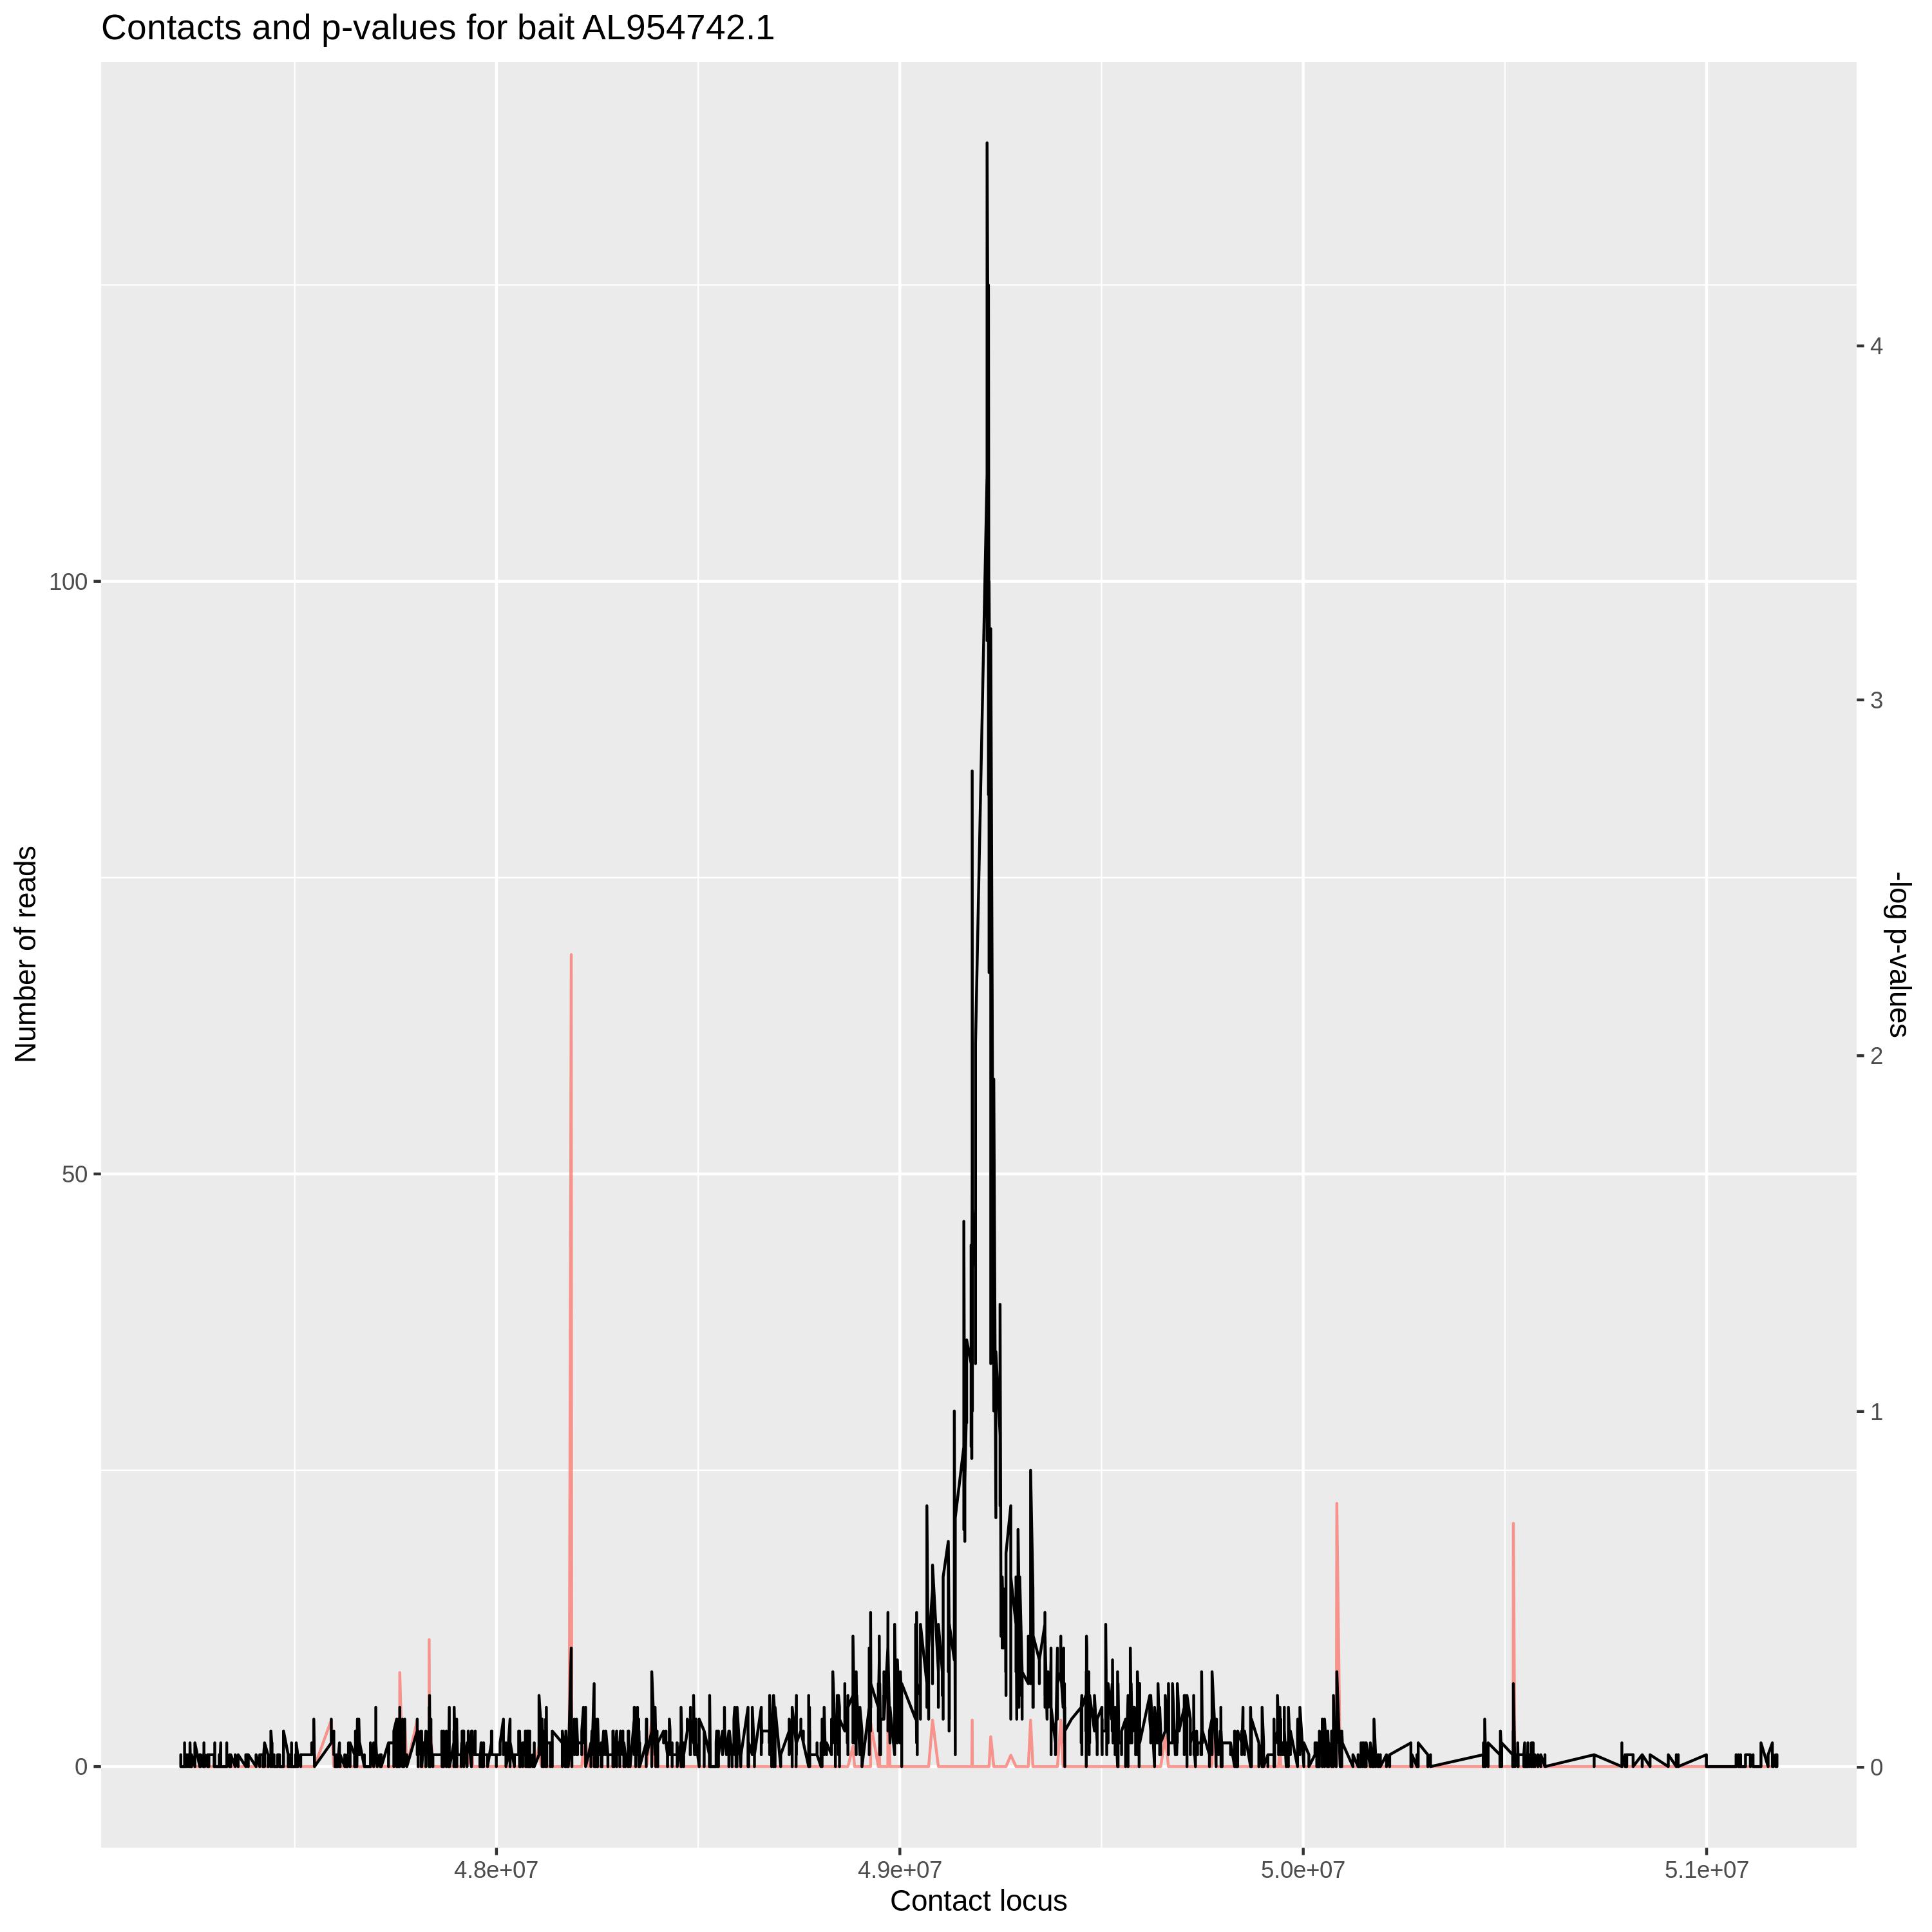 Contacts and p-values for bait AL954742.1
Number of reads
100
50
0
4
3
2
1
0
-log p-values
4.8e+07
4.9e+07
5.0e+07
5.1e+07
Contact locus